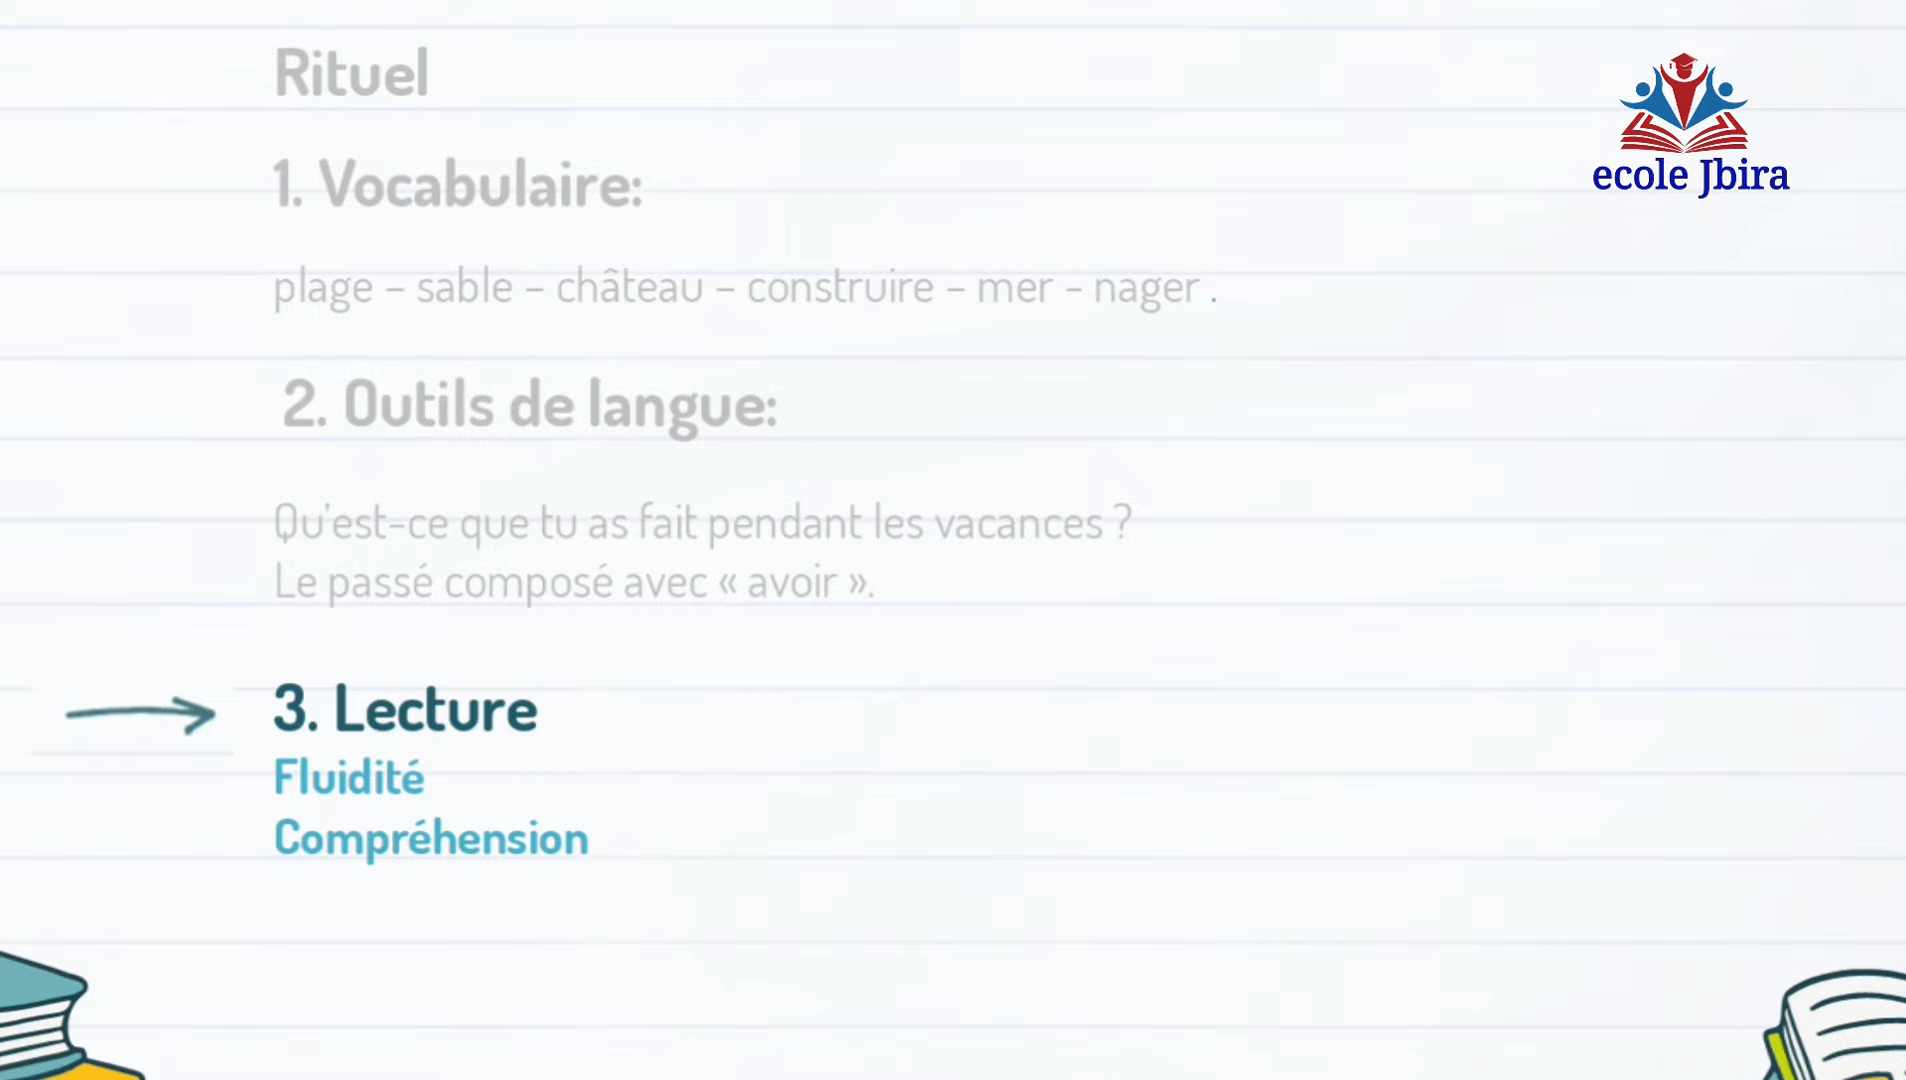 Rituel
ecole Jbira
1. Vocabulaire:
plage – sable – château – construire – mer - nager .
2. Outils de langue:
Qu'est-ce que tu as fait pendant les vacances ?
Le passé composé avec « avoir ».
3. Lecture
Fluidité
Compréhension